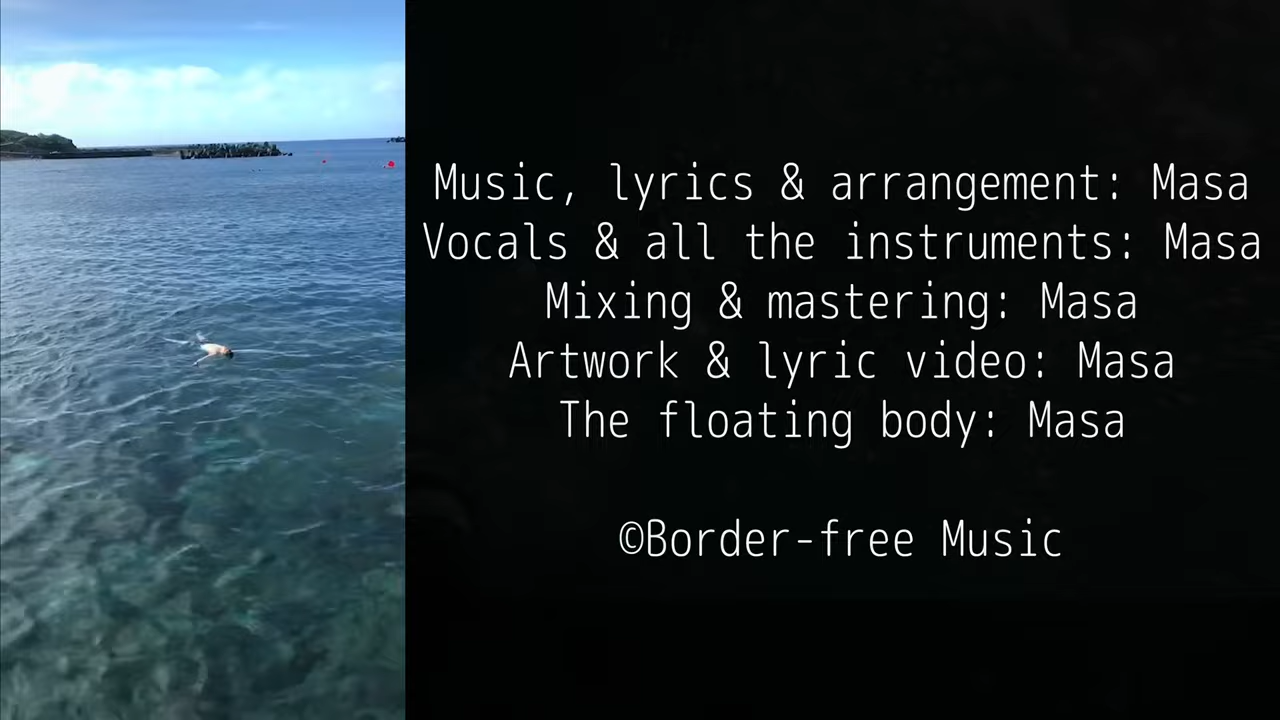 Music, lyrics & arrangement: Masa
Vocals & all the instruments: Masa
Mixing & mastering: Masa
Artwork & lyric video: Masa
The floating body: Masa
©Border-free Music